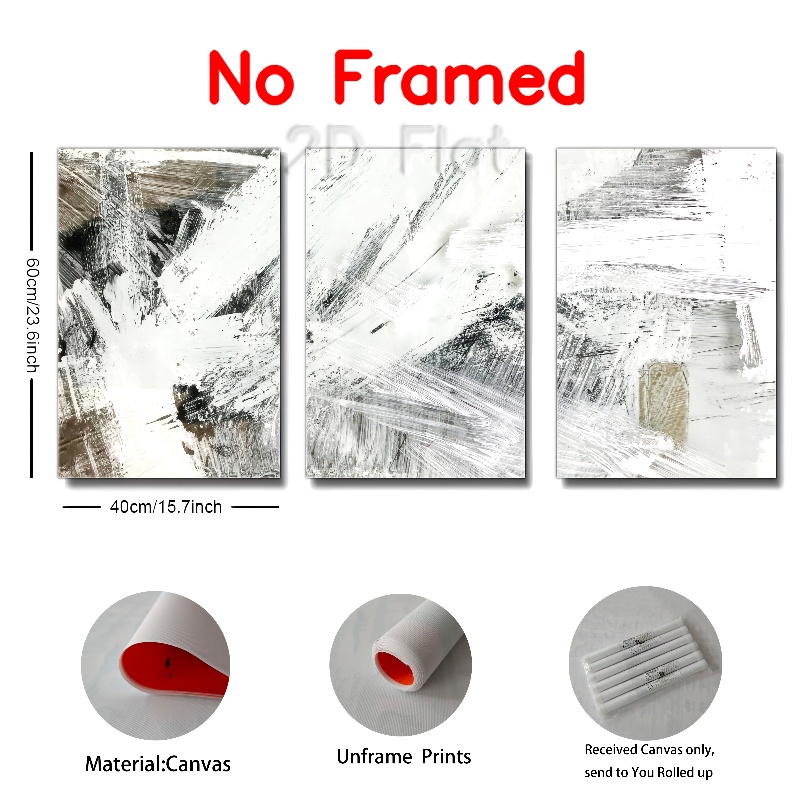 No Framed
2D Flat
60cm/23.6inch
40cm/15.7inch
Material:Canvas
Unframe Prints
Received Canvas only,
send to You Rolled up